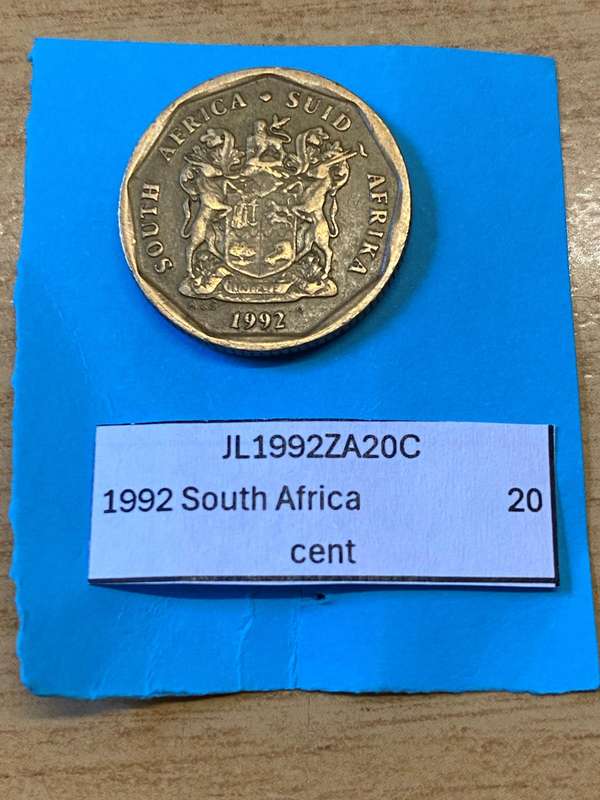 SOUTH AFRICA • SUID~AFRIKA
1992
JL1992ZA20C
1992 South Africa 20
cent